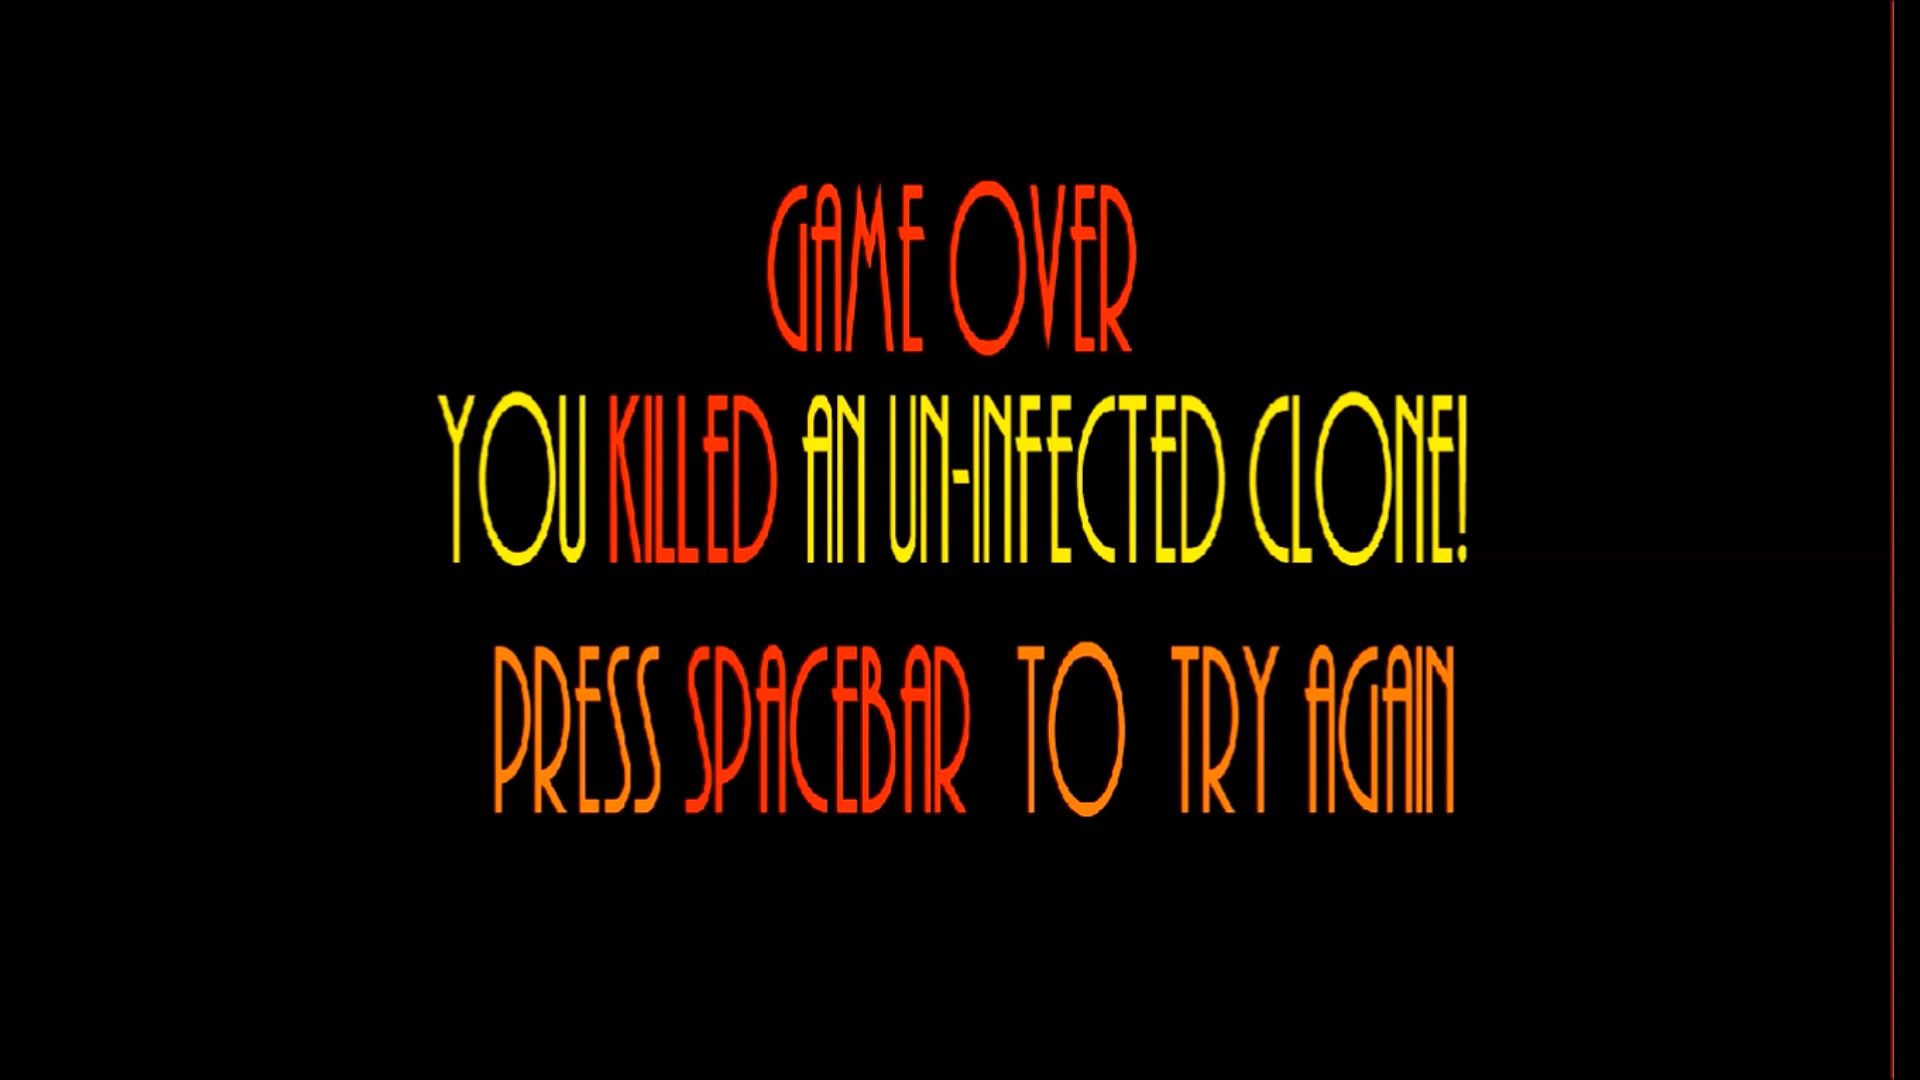 GAME OVER
YOU KILLED AN UN-INFECTED CLONE!
PRESS SPACEBAR TO TRY AGAIN